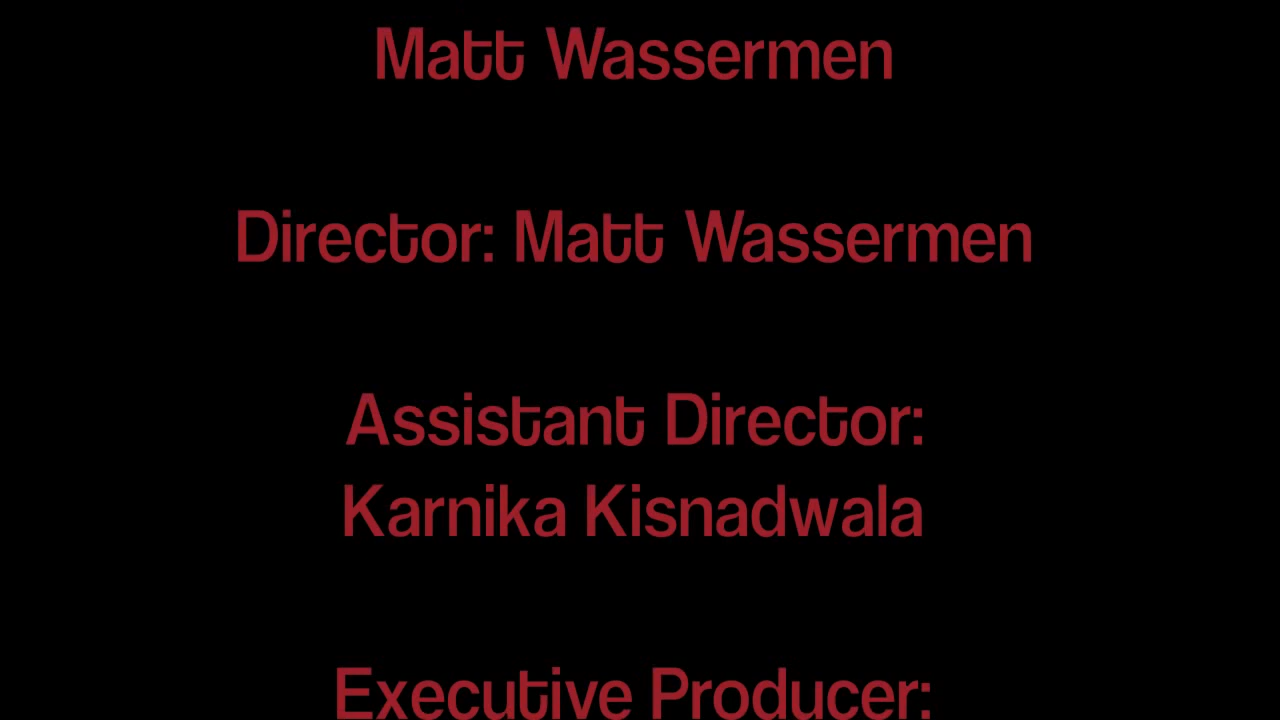 Matt Wassermen
Director: Matt Wassermen
Assistant Director:
Karnika Kisnadwala
Executive Producer: